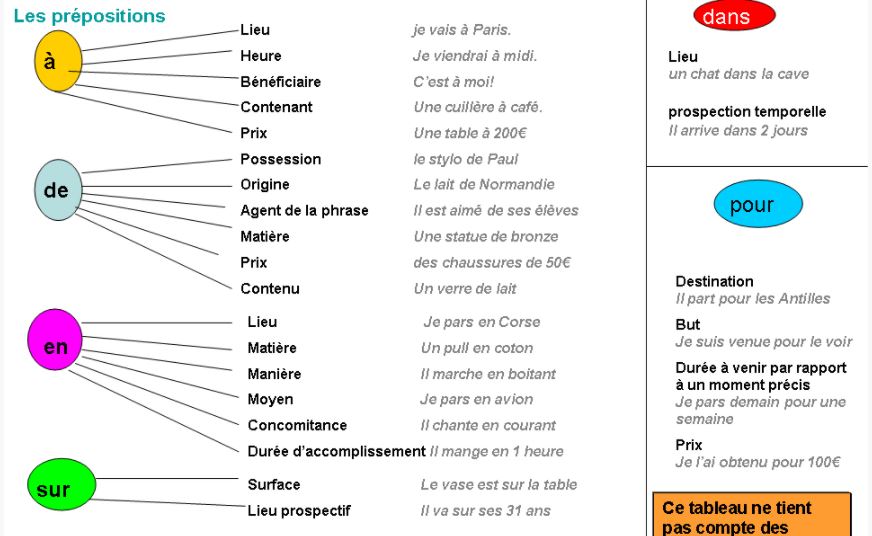 Les prépositions
à
Lieu je vais à Paris.
Heure Je viendrai à midi.
Bénéficiaire C'est à moi!
Contenant Une cuillère à café.
Prix Une table à 200€
de
Possession le stylo de Paul
Origine Le lait de Normandie
Agent de la phrase Il est aimé de ses élèves
Matière Une statue de bronze
Prix des chaussures de 50€
Contenu Un verre de lait
en
Lieu Je pars en Corse
Matière Un pull en coton
Manière Il marche en boitant
Moyen Je pars en avion
Concomitance Il chante en courant
Durée d'accomplissement Il mange en 1 heure
sur
Surface Le vase est sur la table
Lieu prospectif Il va sur ses 31 ans
dans
Lieu
un chat dans la cave
prospection temporelle
Il arrive dans 2 jours
pour
Destination
Il part pour les Antilles
But
Je suis venue pour le voir
Durée à venir par rapport
à un moment précis
Je pars demain pour une
semaine
Prix
Je l'ai obtenu pour 100€
Ce tableau ne tient
pas compte des